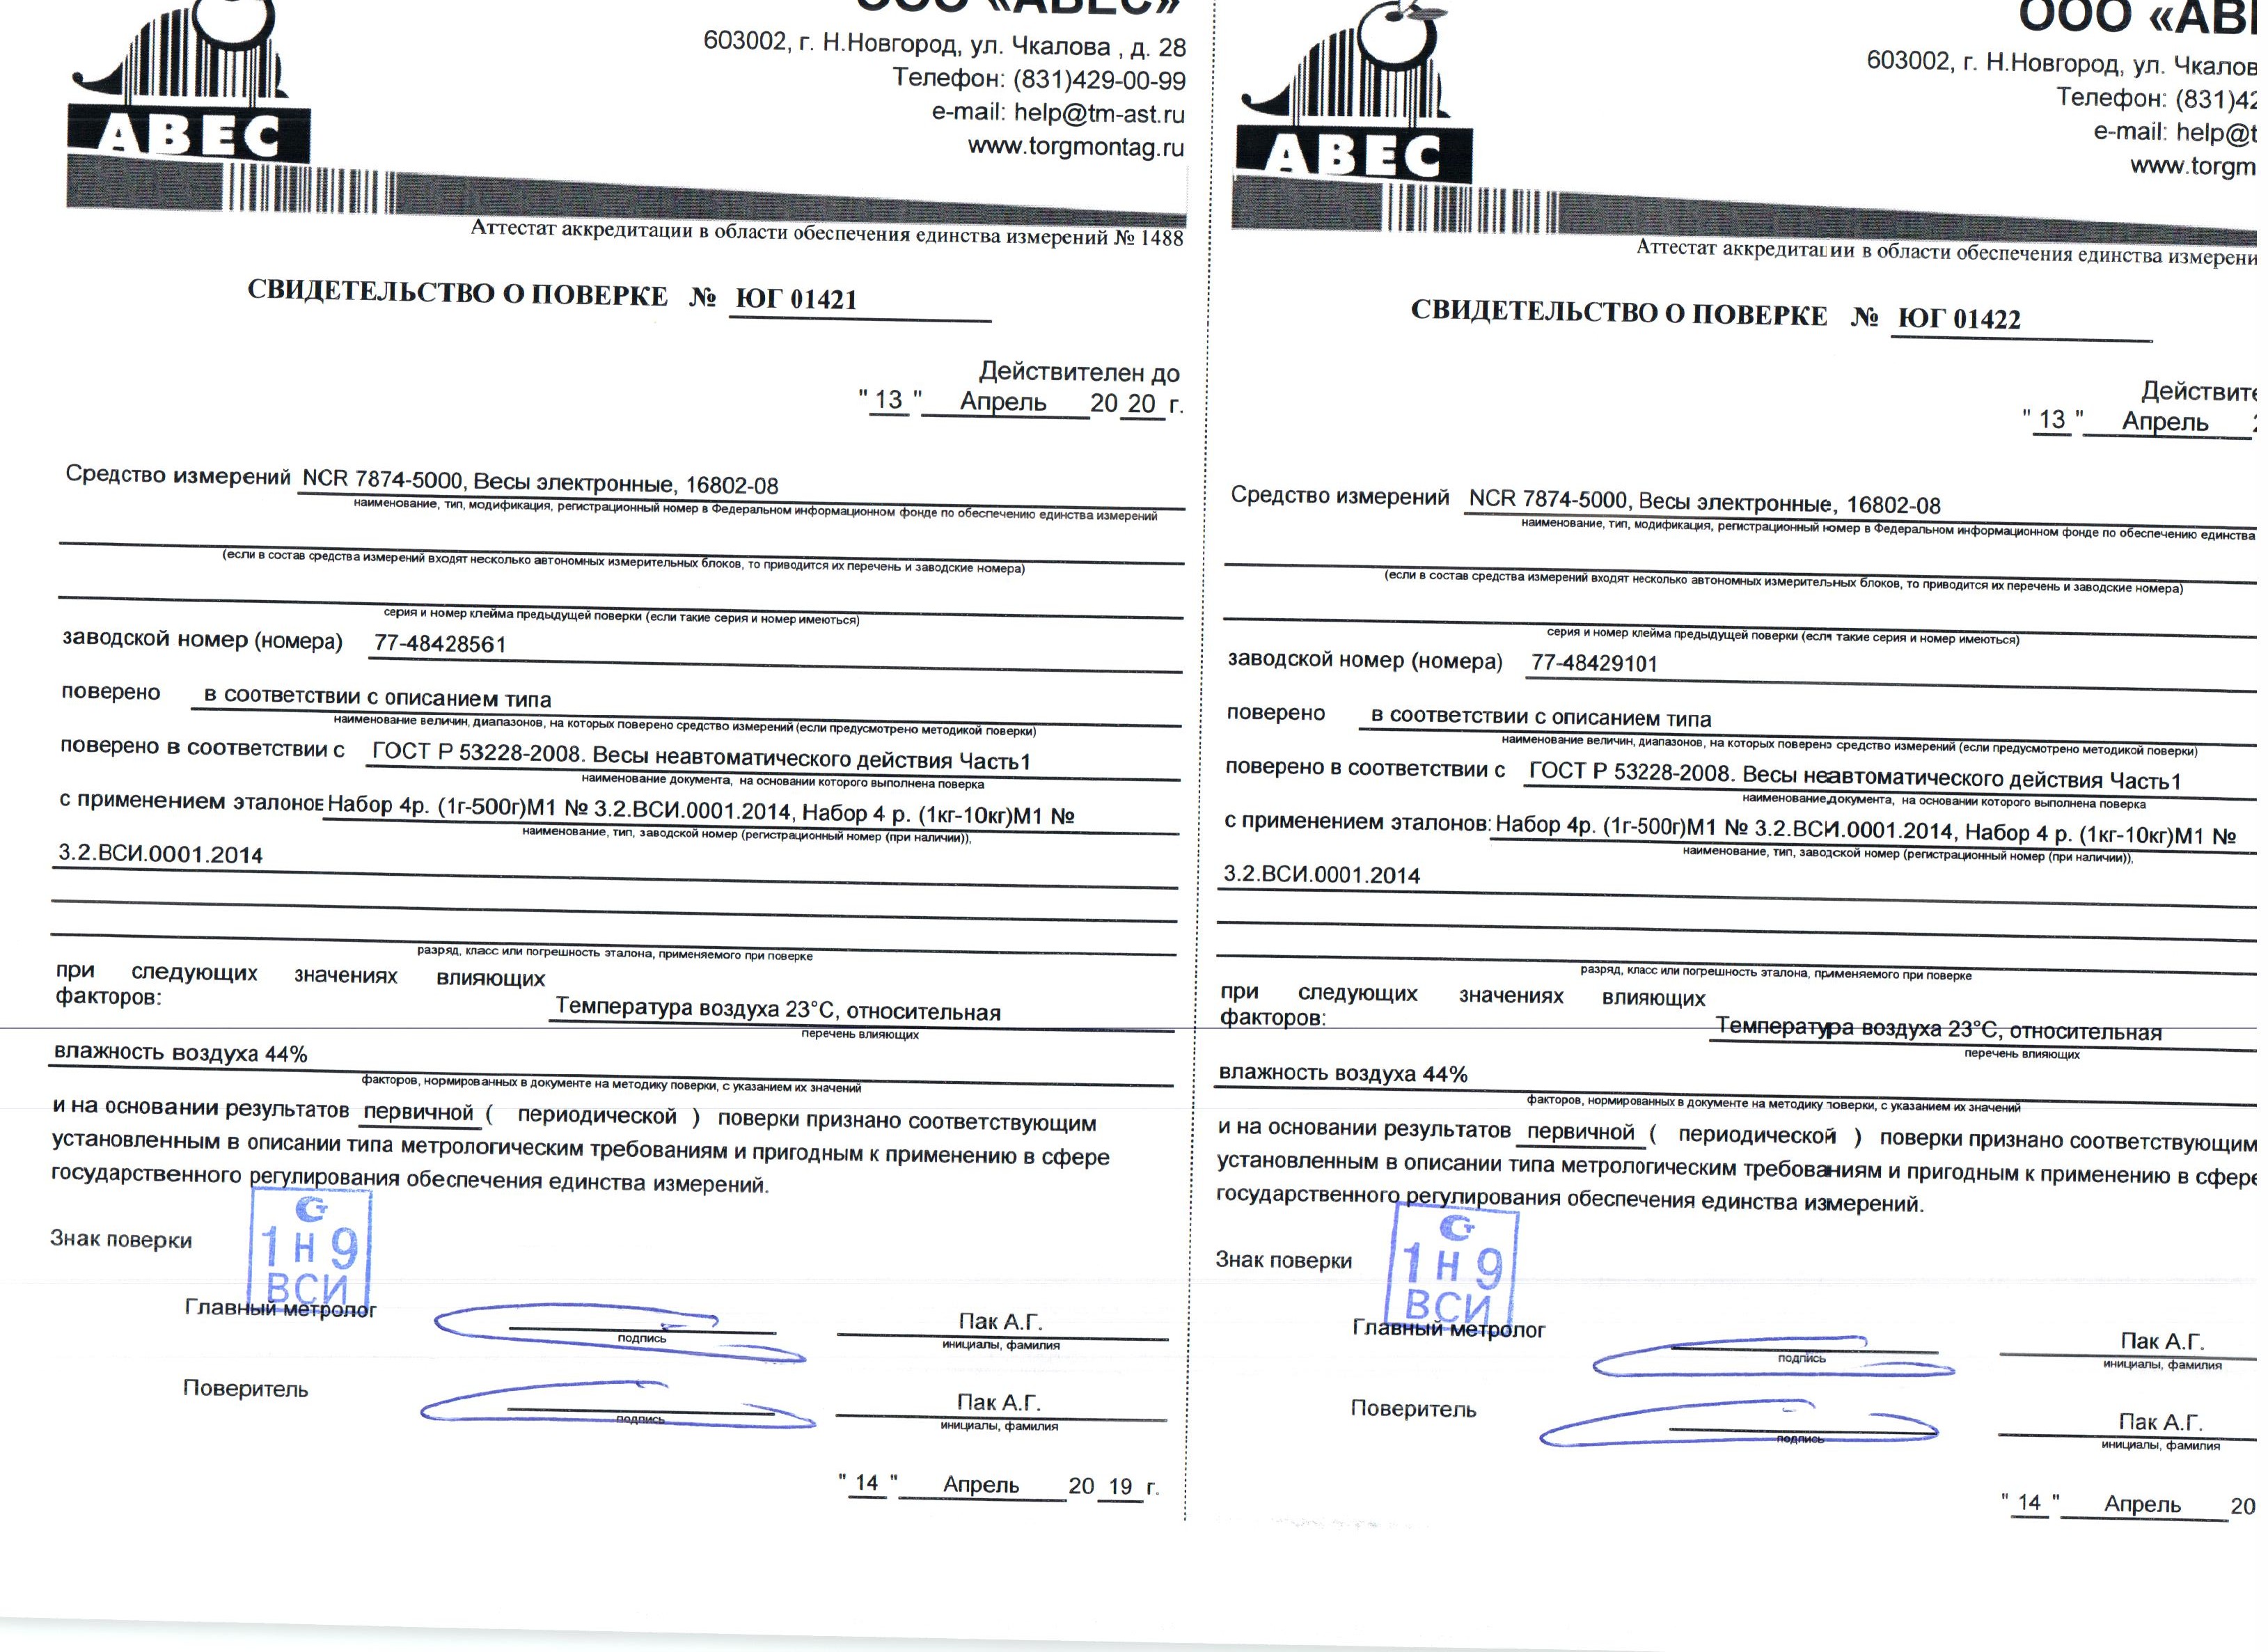 ООО «АВЕС»
603002, г. Н.Новгород, ул. Чкалова , д. 28
Телефон: (831)429-00-99
e-mail: help@tm-ast.ru
www.torgmontag.ru
АВЕС
Аттестат аккредитации в области обеспечения единства измерений № 1488
СВИДЕТЕЛЬСТВО О ПОВЕРКЕ № ЮГ 01421
Действителен до
" 13 " Апрель 20 20 г.
Средство измерений NCR 7874-5000, Весы электронные, 16802-08
наименование, тип, модификация, регистрационный номер в Федеральном информационном фонде по обеспечению единства измерений
(если в состав средства измерений входят несколько автономных измерительных блоков, то приводится их перечень и заводские номера)
серия и номер клейма предыдущей поверки (если такие серия и номер имеються)
заводской номер (номера) 77-48428561
поверено в соответствии с описанием типа
наименование величин, диапазонов, на которых поверено средство измерений (если предусмотрено методикой поверки)
поверено в соответствии с ГОСТ Р 53228-2008. Весы неавтоматического действия Часть1
наименование документа, на основании которого выполнена поверка
с применением эталонов Набор 4р. (1г-500г)М1 № 3.2.ВСИ.0001.2014, Набор 4 р. (1кг-10кг)М1 №
наименование, тип, заводской номер (регистрационный номер (при наличии)),
3.2.ВСИ.0001.2014
разряд, класс или погрешность эталона, применяемого при поверке
при следующих значениях влияющих
факторов:
Температура воздуха 23°С, относительная
перечень влияющих
влажность воздуха 44%
факторов, нормированных в документе на методику поверки, с указанием их значений
и на основании результатов первичной ( периодической ) поверки признано соответствующим
установленным в описании типа метрологическим требованиям и пригодным к применению в сфере
государственного регулирования обеспечения единства измерений.
Знак поверки
1 Н 9
ВСИ
Главный метролог Пак А.Г.
подпись инициалы, фамилия
Поверитель Пак А.Г.
подпись инициалы, фамилия
" 14 " Апрель 20 19 г.
ООО «АВЕ
603002, г. Н.Новгород, ул. Чкалов
Телефон: (831)42
e-mail: help@t
www.torgm
АВЕС
Аттестат аккредитации в области обеспечения единства измерени
СВИДЕТЕЛЬСТВО О ПОВЕРКЕ № ЮГ 01422
Действите
" 13 " Апрель 2
Средство измерений NCR 7874-5000, Весы электронные, 16802-08
наименование, тип, модификация, регистрационный номер в Федеральном информационном фонде по обеспечению единства
(если в состав средства измерений входят несколько автономных измерительных блоков, то приводится их перечень и заводские номера)
серия и номер клейма предыдущей поверки (если такие серия и номер имеються)
заводской номер (номера) 77-48429101
поверено в соответствии с описанием типа
наименование величин, диапазонов, на которых поверено средство измерений (если предусмотрено методикой поверки)
поверено в соответствии с ГОСТ Р 53228-2008. Весы неавтоматического действия Часть1
наименование документа, на основании которого выполнена поверка
с применением эталонов: Набор 4р. (1г-500г)М1 № 3.2.ВСИ.0001.2014, Набор 4 р. (1кг-10кг)М1 №
наименование, тип, заводской номер (регистрационный номер (при наличии)),
3.2.ВСИ.0001.2014
разряд, класс или погрешность эталона, применяемого при поверке
при следующих значениях влияющих
факторов:
Температура воздуха 23°С, относительная
перечень влияющих
влажность воздуха 44%
факторов, нормированных в документе на методику поверки, с указанием их значений
и на основании результатов первичной ( периодической ) поверки признано соответствующим
установленным в описании типа метрологическим требованиям и пригодным к применению в сфере
государственного регулирования обеспечения единства измерений.
Знак поверки
1 Н 9
ВСИ
Главный метролог Пак А.Г.
подпись инициалы, фамилия
Поверитель Пак А.Г.
подпись инициалы, фамилия
" 14 " Апрель 20